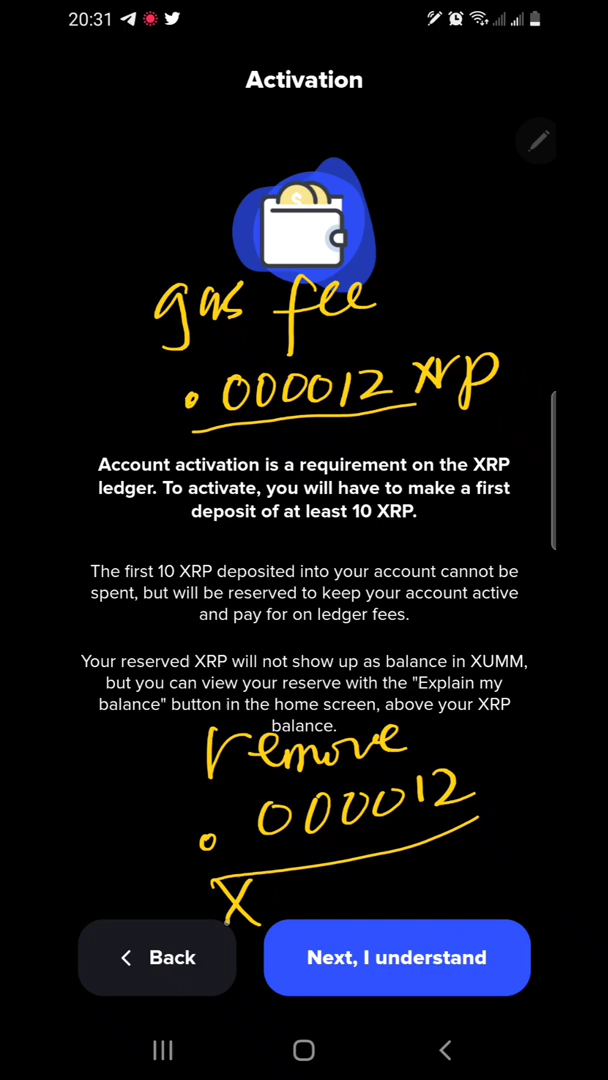 20:31
Activation
gas fee
.000012 xrp
Account activation is a requirement on the XRP
ledger. To activate, you will have to make a first
deposit of at least 10 XRP.
The first 10 XRP deposited into your account cannot be
spent, but will be reserved to keep your account active
and pay for on ledger fees.
Your reserved XRP will not show up as balance in XUMM,
but you can view your reserve with the "Explain my
balance" button in the home screen, above your XRP
balance.
remove
.000012
X
Back
Next, I understand